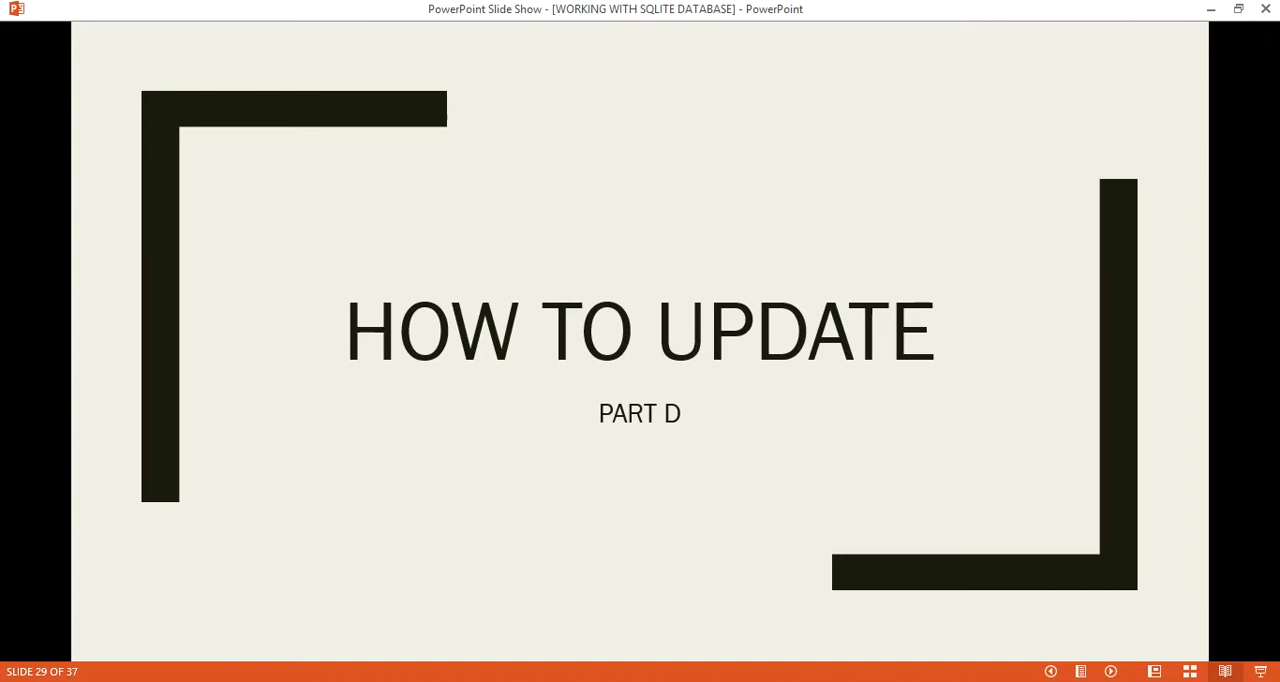 PowerPoint Slide Show - [WORKING WITH SQLITE DATABASE] - PowerPoint
HOW TO UPDATE
PART D
SLIDE 29 OF 37